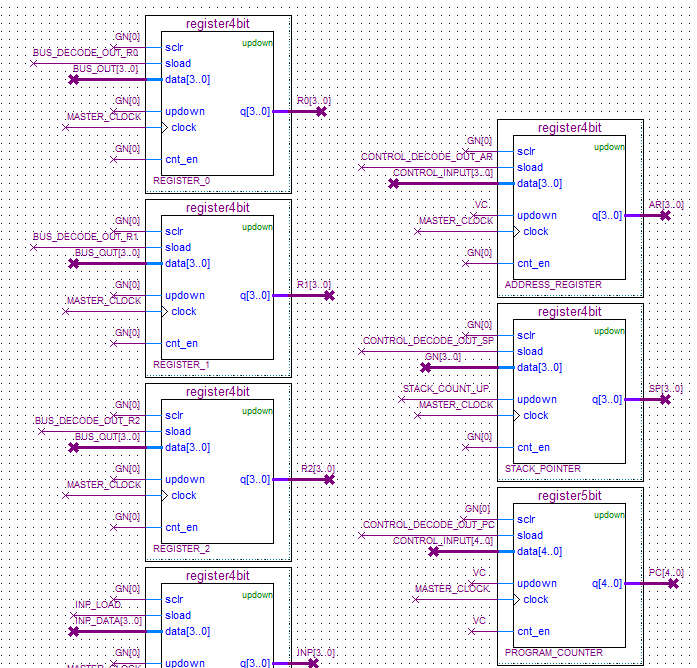 register4bit
GN[0]
sclr
updown
BUS_DECODE_OUT_R0
sload
BUS_OUT[3..0]
data[3..0]
GN[0]
updown
q[3..0]
R0[3..0]
MASTER_CLOCK
clock
GN[0]
cnt_en
REGISTER_0
register4bit
GN[0]
sclr
updown
BUS_DECODE_OUT_R1
sload
BUS_OUT[3..0]
data[3..0]
GN[0]
updown
q[3..0]
R1[3..0]
MASTER_CLOCK
clock
GN[0]
cnt_en
REGISTER_1
register4bit
GN[0]
sclr
updown
BUS_DECODE_OUT_R2
sload
BUS_OUT[3..0]
data[3..0]
GN[0]
updown
q[3..0]
R2[3..0]
MASTER_CLOCK
clock
GN[0]
cnt_en
REGISTER_2
register4bit
GN[0]
sclr
updown
INP_LOAD
sload
INP_DATA[3..0]
data[3..0]
GN[0]
updown
q[3..0]
INP[3..0]
MASTER_CLOCK
register4bit
GN[0]
sclr
updown
CONTROL_DECODE_OUT_AR
sload
CONTROL_INPUT[3..0]
data[3..0]
VC
updown
q[3..0]
AR[3..0]
MASTER_CLOCK
clock
GN[0]
cnt_en
ADDRESS_REGISTER
register4bit
GN[0]
sclr
updown
CONTROL_DECODE_OUT_SP
sload
GN[3..0]
data[3..0]
STACK_COUNT_UP
updown
q[3..0]
SP[3..0]
MASTER_CLOCK
clock
GN[0]
cnt_en
STACK_POINTER
register5bit
GN[0]
sclr
updown
CONTROL_DECODE_OUT_PC
sload
CONTROL_INPUT[4..0]
data[4..0]
VC
updown
q[4..0]
PC[4..0]
MASTER_CLOCK
clock
VC
cnt_en
PROGRAM_COUNTER